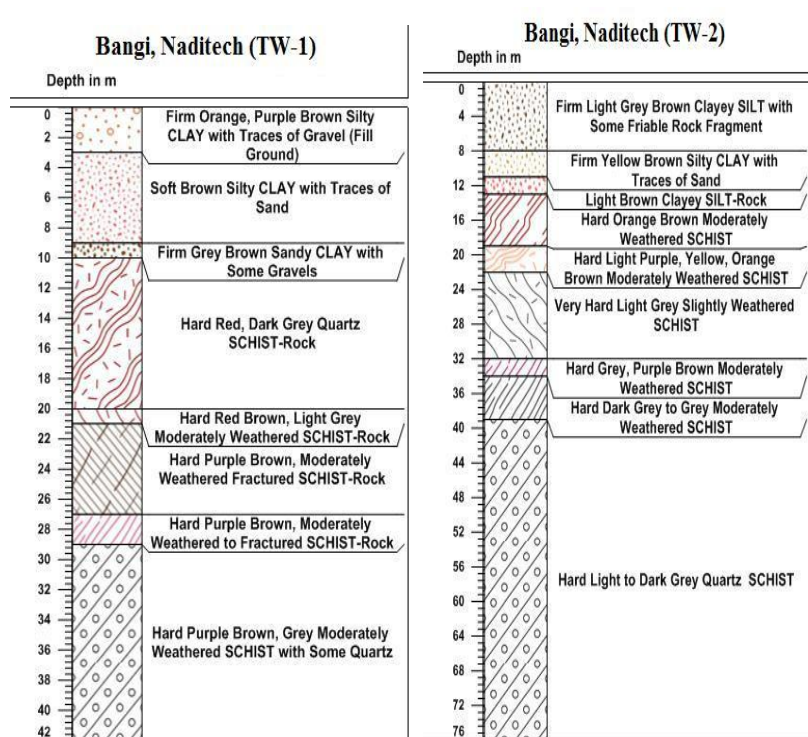 Bangi, Naditech (TW-1)
Depth in m
0
2
4
6
8
10
12
14
16
18
20
22
24
26
28
30
32
34
36
38
40
42
Firm Orange, Purple Brown Silty
CLAY with Traces of Gravel (Fill
Ground)
Soft Brown Silty CLAY with Traces of
Sand
Firm Grey Brown Sandy CLAY with
Some Gravels
Hard Red, Dark Grey Quartz
SCHIST-Rock
Hard Red Brown, Light Grey
Moderately Weathered SCHIST-Rock
Hard Purple Brown, Moderately
Weathered Fractured SCHIST-Rock
Hard Purple Brown, Moderately
Weathered to Fractured SCHIST-Rock
Hard Purple Brown, Grey Moderately
Weathered SCHIST with Some Quartz
Bangi, Naditech (TW-2)
Depth in m
0
4
8
12
16
20
24
28
32
36
40
44
48
52
56
60
64
68
72
76
Firm Light Grey Brown Clayey SILT with
Some Friable Rock Fragment
Firm Yellow Brown Silty CLAY with
Traces of Sand
Light Brown Clayey SILT-Rock
Hard Orange Brown Moderately
Weathered SCHIST
Hard Light Purple, Yellow, Orange
Brown Moderately Weathered SCHIST
Very Hard Light Grey Slightly Weathered
SCHIST
Hard Grey, Purple Brown Moderately
Weathered SCHIST
Hard Dark Grey to Grey Moderately
Weathered SCHIST
Hard Light to Dark Grey Quartz SCHIST